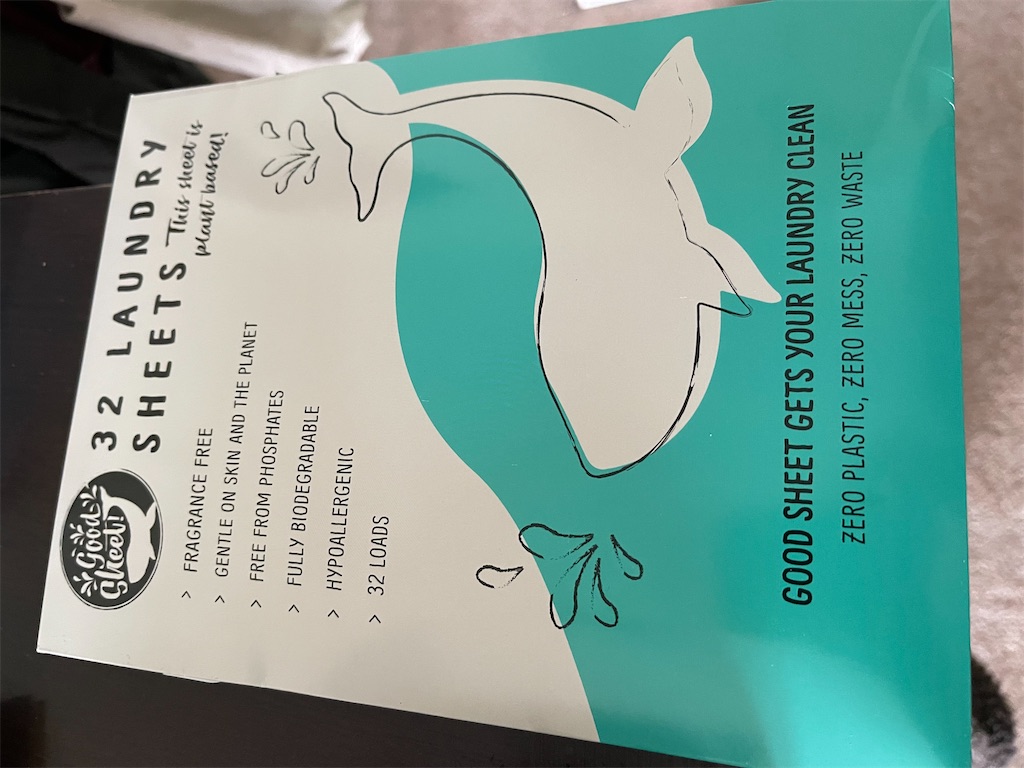 Good
Sheet!
32 LAUNDRY
SHEETS
This sheet is
plant based!
> FRAGRANCE FREE
> GENTLE ON SKIN AND THE PLANET
> FREE FROM PHOSPHATES
> FULLY BIODEGRADABLE
> HYPOALLERGENIC
> 32 LOADS
GOOD SHEET GETS YOUR LAUNDRY CLEAN
ZERO PLASTIC, ZERO MESS, ZERO WASTE